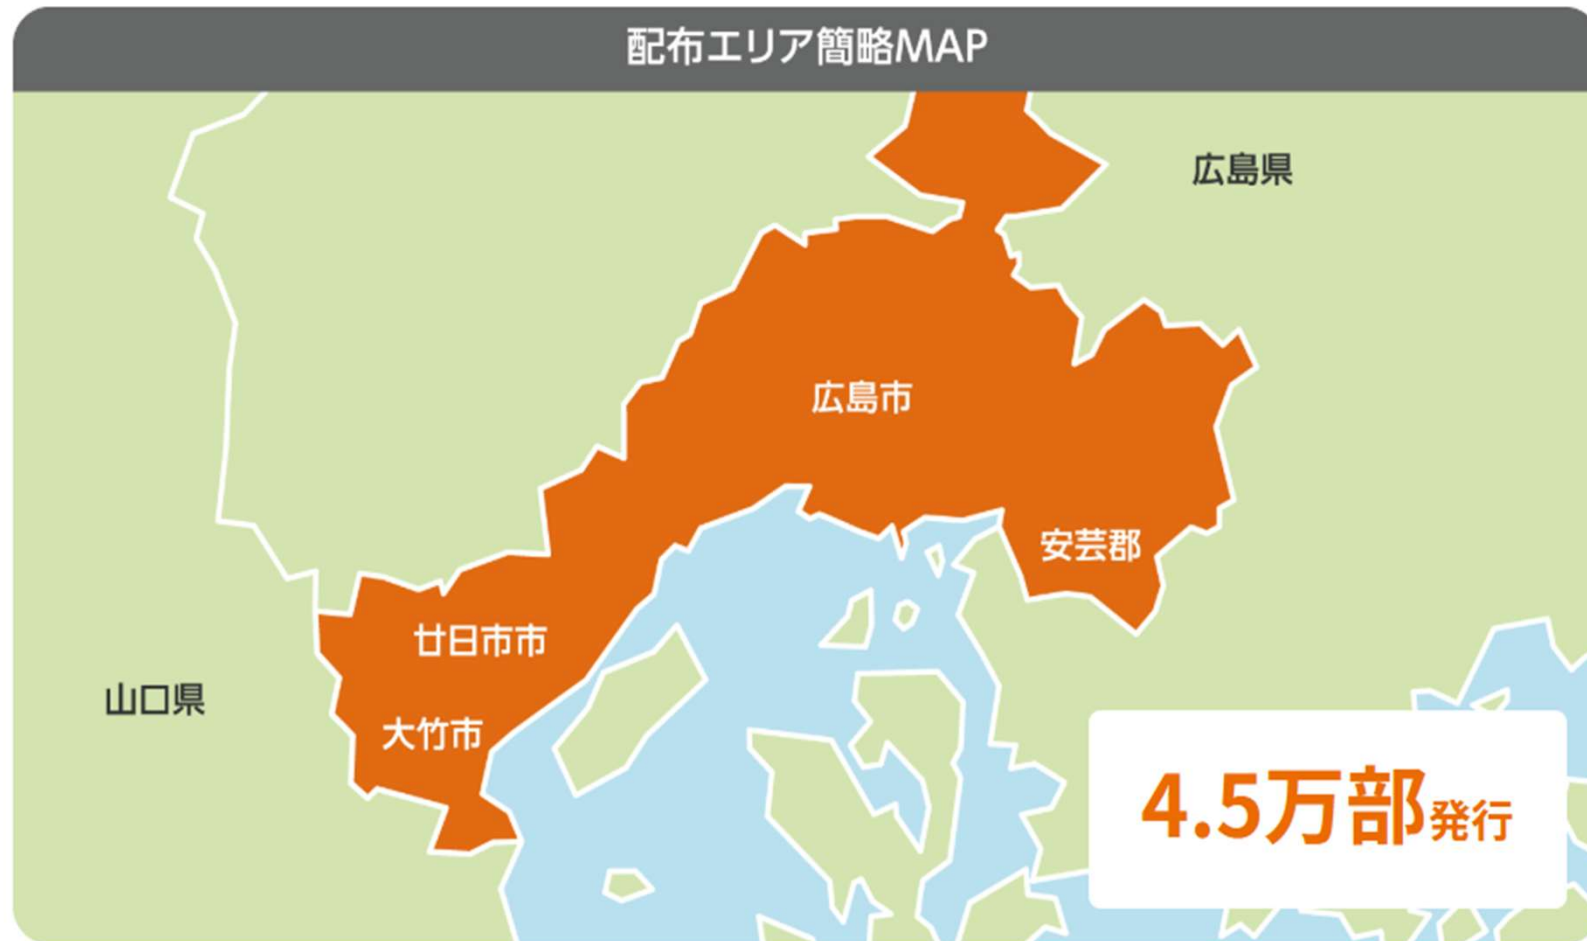 配布エリア簡略MAP
広島県
広島市
安芸郡
廿日市市
山口県
大竹市
4.5万部発行